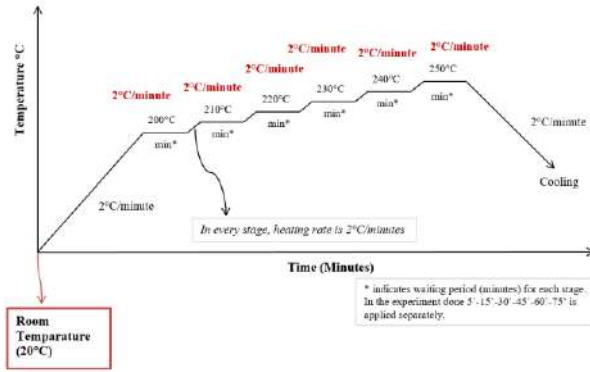 Temperature °C
2°C/minute
2°C/minute
2°C/minute
2°C/minute
2°C/minute
2°C/minute
200°C
210°C
220°C
230°C
240°C
250°C
min*
min*
min*
min*
min*
min*
2°C/minute
2°C/minute
Cooling
In every stage, heating rate is 2°C/minutes
Time (Minutes)
Room
Temparature
(20°C)
* indicates waiting period (minutes) for each stage.
In the experiment done 5`-15`-30`-45`-60`-75` is
applied separately.